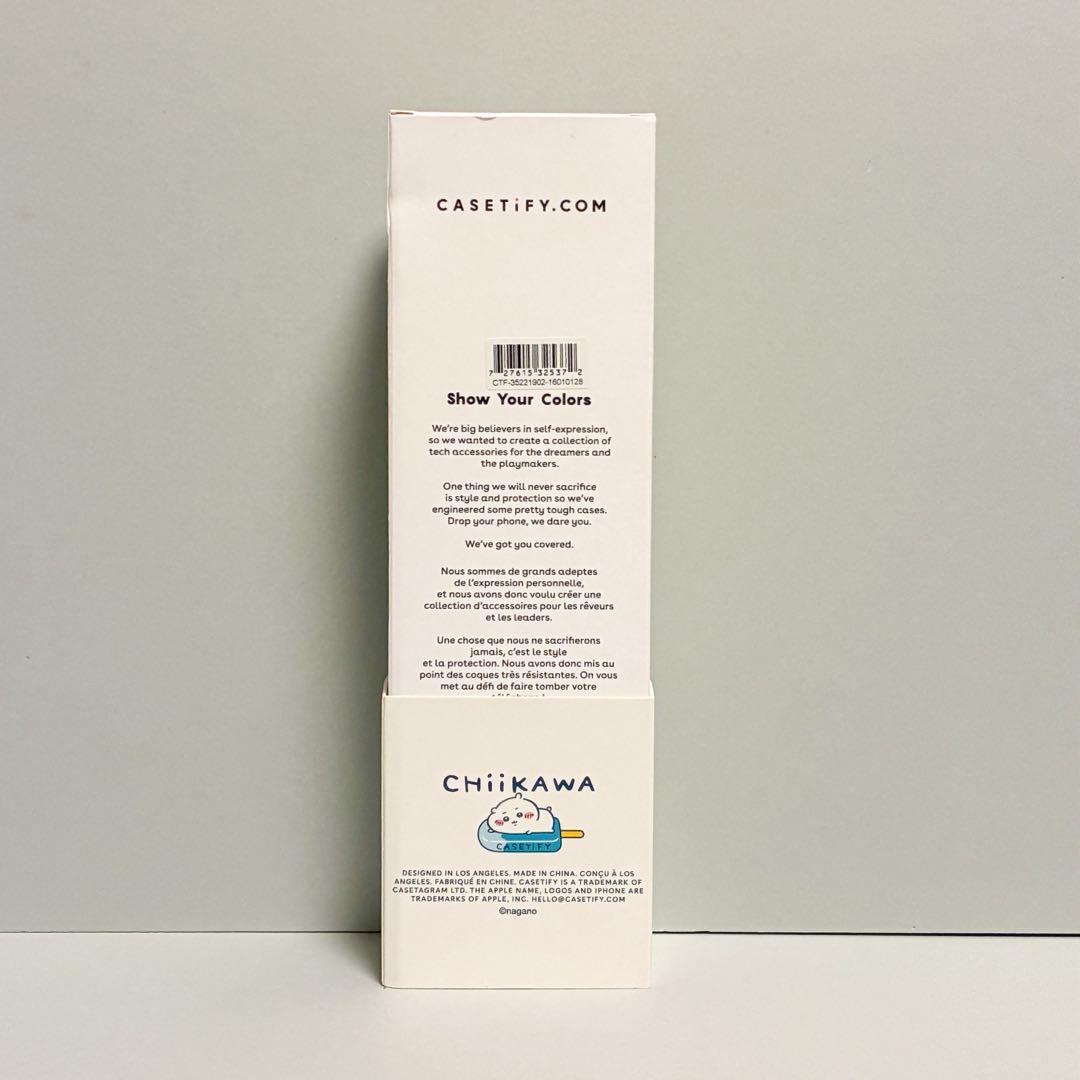 CASETiFY.COM
7 27615 32537 2
CTF-35221902-16010128
Show Your Colors
We're big believers in self-expression,
so we wanted to create a collection of
tech accessories for the dreamers and
the playmakers.
One thing we will never sacrifice
is style and protection so we've
engineered some pretty tough cases.
Drop your phone, we dare you.
We've got you covered.
Nous sommes de grands adeptes
de l'expression personnelle,
et nous avons donc voulu créer une
collection d'accessoires pour les rêveurs
et les leaders.
Une chose que nous ne sacrifierons
jamais, c'est le style
et la protection. Nous avons donc mis au
point des coques très résistantes. On vous
met au défi de faire tomber votre
CHiiKAWA
CASETiFY
DESIGNED IN LOS ANGELES. MADE IN CHINA. CONÇU À LOS
ANGELES. FABRIQUÉ EN CHINE. CASETiFY IS A TRADEMARK OF
CASETAGRAM LTD. THE APPLE NAME, LOGOS AND IPHONE ARE
TRADEMARKS OF APPLE, INC. HELLO@CASETIFY.COM
©nagano